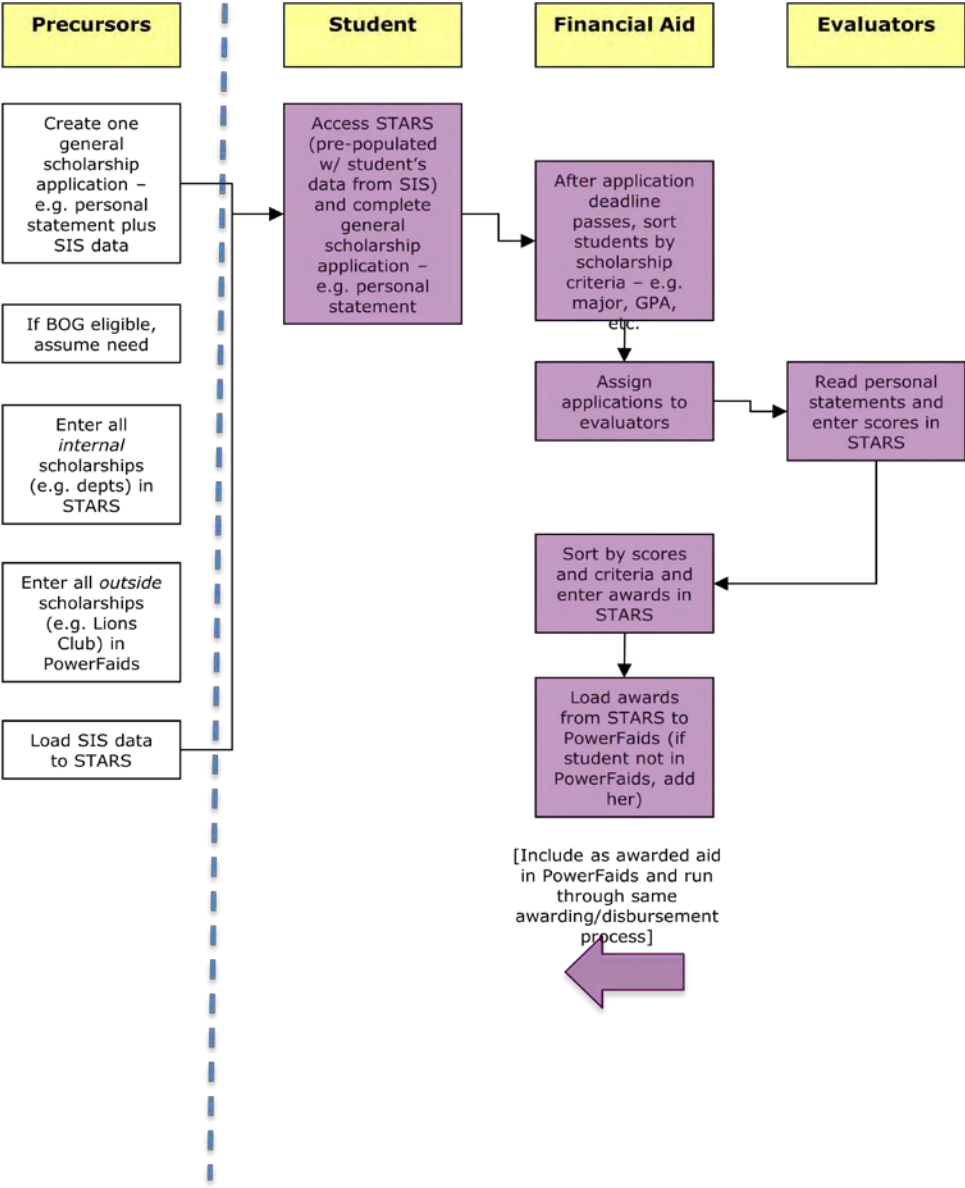 Precursors
Student
Financial Aid
Evaluators
Create one
general
scholarship
application –
e.g. personal
statement plus
SIS data
If BOG eligible,
assume need
Enter all
internal
scholarships
(e.g. depts) in
STARS
Enter all outside
scholarships
(e.g. Lions
Club) in
PowerFaids
Load SIS data
to STARS
Access STARS
(pre-populated
w/ student’s
data from SIS)
and complete
general
scholarship
application –
e.g. personal
statement
After application
deadline
passes, sort
students by
scholarship
criteria – e.g.
major, GPA,
etc.
Assign
applications to
evaluators
Read personal
statements and
enter scores in
STARS
Sort by scores
and criteria and
enter awards in
STARS
Load awards
from STARS to
PowerFaids (if
student not in
PowerFaids, add
her)
[Include as awarded aid
in PowerFaids and run
through same
awarding/disbursement
process]